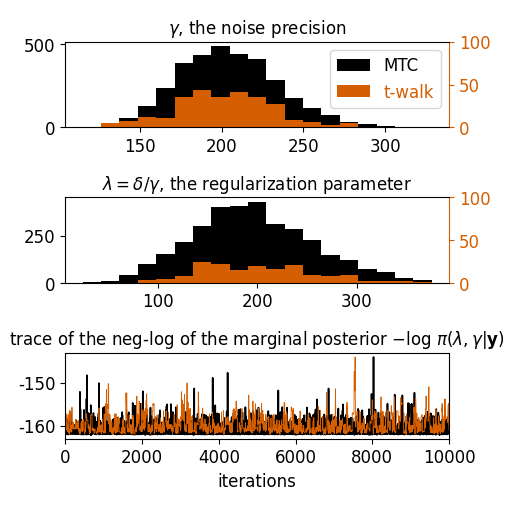 γ, the noise precision
500
0
100
50
0
MTC
t-walk
150 200 250 300
λ = δ/γ, the regularization parameter
250
0
100
50
0
100 200 300
trace of the neg-log of the marginal posterior −log π(λ, γ|y)
-150
-160
0 2000 4000 6000 8000 10000
iterations